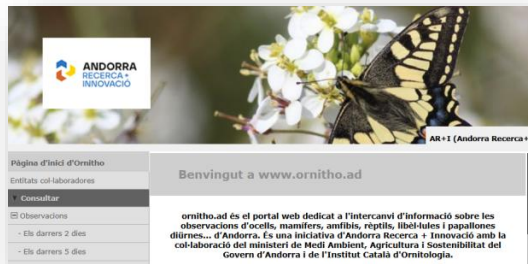 ANDORRA
RECERCA+
INNOVACIÓ
AR+I (Andorra Recerca+
Pàgina d'inici d'Ornitho
Entitats col·laboradores
Consultar
Observacions
- Els darrers 2 dies
- Els darrers 5 dies
Benvingut a www.ornitho.ad
ornitho.ad és el portal web dedicat a l'intercanvi d'informació sobre les
observacions d'ocells, mamífers, amfibis, rèptils, libèl·lules i papallones
diürnes... d'Andorra. És una iniciativa d'Andorra Recerca + Innovació amb la
col·laboració del ministeri de Medi Ambient, Agricultura i Sostenibilitat del
Govern d'Andorra i de l'Institut Català d'Ornitologia.